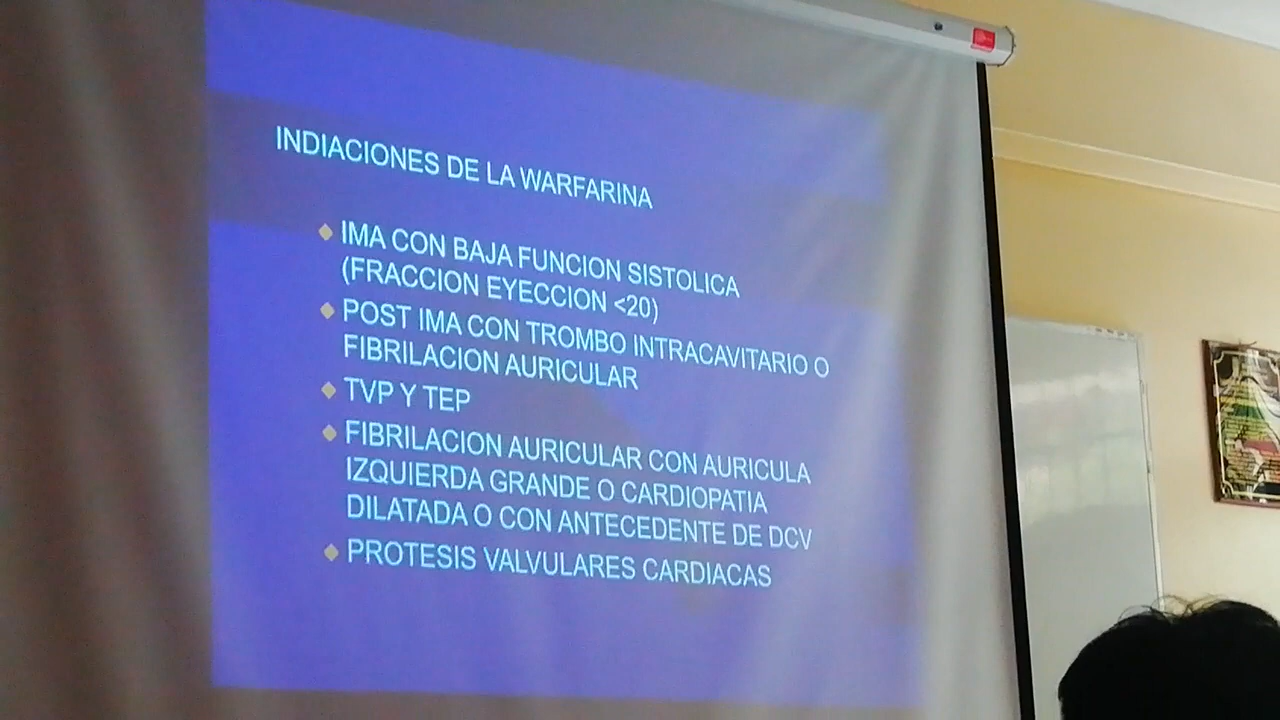 INDIACIONES DE LA WARFARINA
IMA CON BAJA FUNCION SISTOLICA
(FRACCION EYECCION <20)
POST IMA CON TROMBO INTRACAVITARIO O
FIBRILACION AURICULAR
TVP Y TEP
FIBRILACION AURICULAR CON AURICULA
IZQUIERDA GRANDE O CARDIOPATIA
DILATADA O CON ANTECEDENTE DE DCV
PROTESIS VALVULARES CARDIACAS